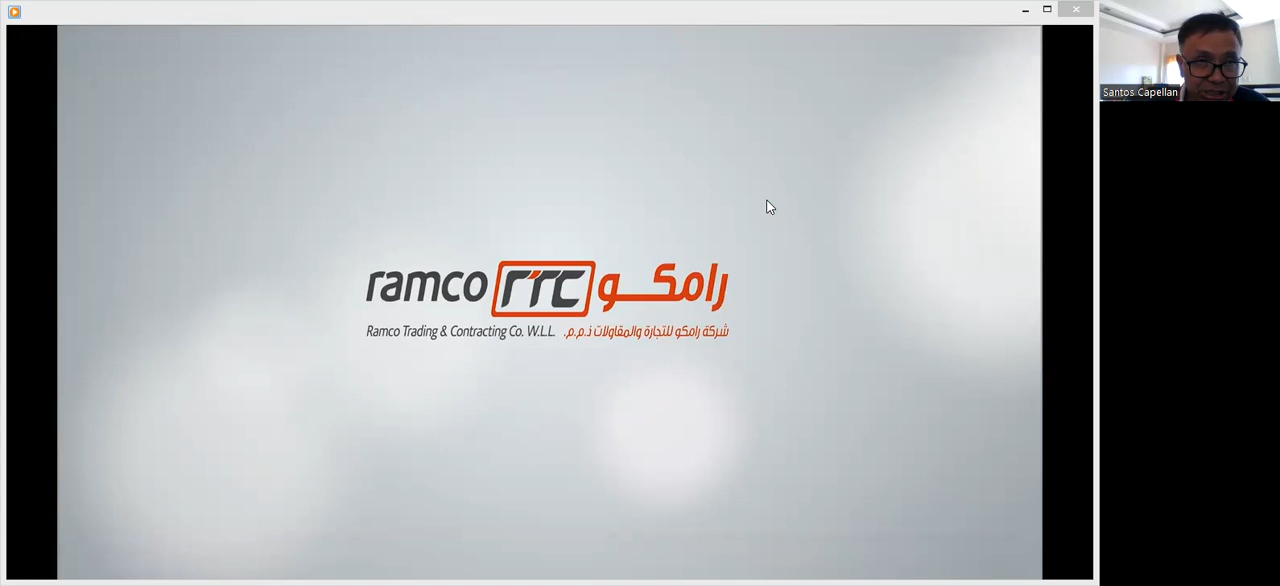 ramco RTC رامكو
Ramco Trading & Contracting Co. W.L.L. شركة رامكو للتجارة والمقاولات ذ.م.م.
Santos Capellan